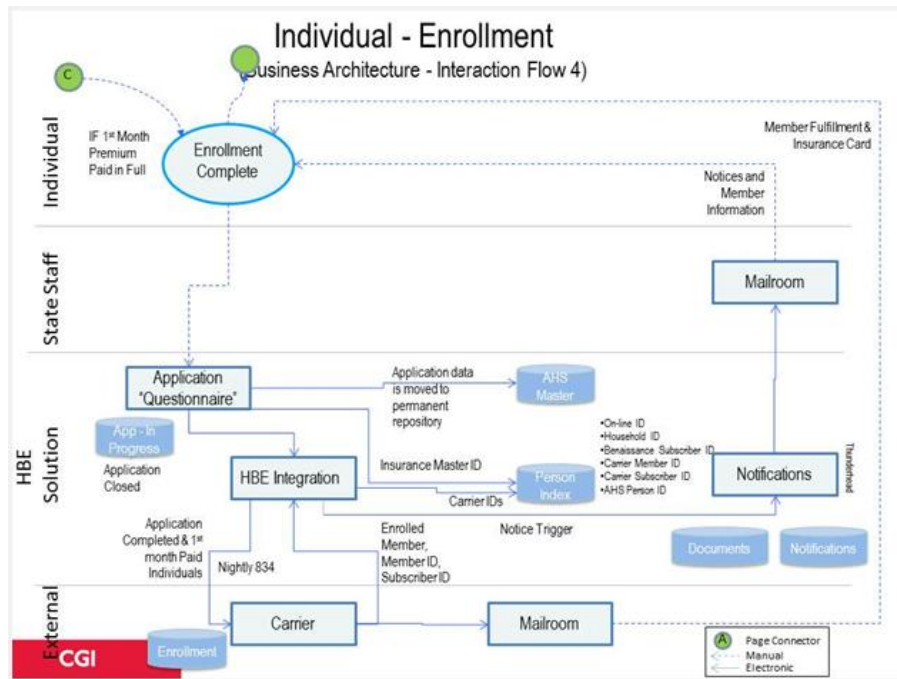 Individual - Enrollment
(Business Architecture - Interaction Flow 4)
C
Individual
IF 1st Month
Premium
Paid in Full
Enrollment
Complete
Member Fulfillment &
Insurance Card
Notices and
Member
Information
State Staff
Mailroom
HBE
Solution
Application
"Questionnaire"
Application data
is moved to
permanent
repository
AHS
Master
App - In
Progress
Application
Closed
HBE Integration
Insurance Master ID
Carrier IDs
Person
Index
•On-line ID
•Household ID
•Benaissance Subscriber ID
•Carrier Member ID
•Carrier Subscriber ID
•AHS Person ID
Notifications
Thunderhead
Application
Completed & 1st
month Paid
Individuals
Nightly 834
Enrolled
Member,
Member ID,
Subscriber ID
Notice Trigger
Documents
Notifications
External
Carrier
Mailroom
Enrollment
CGI
A Page Connector
Manual
Electronic